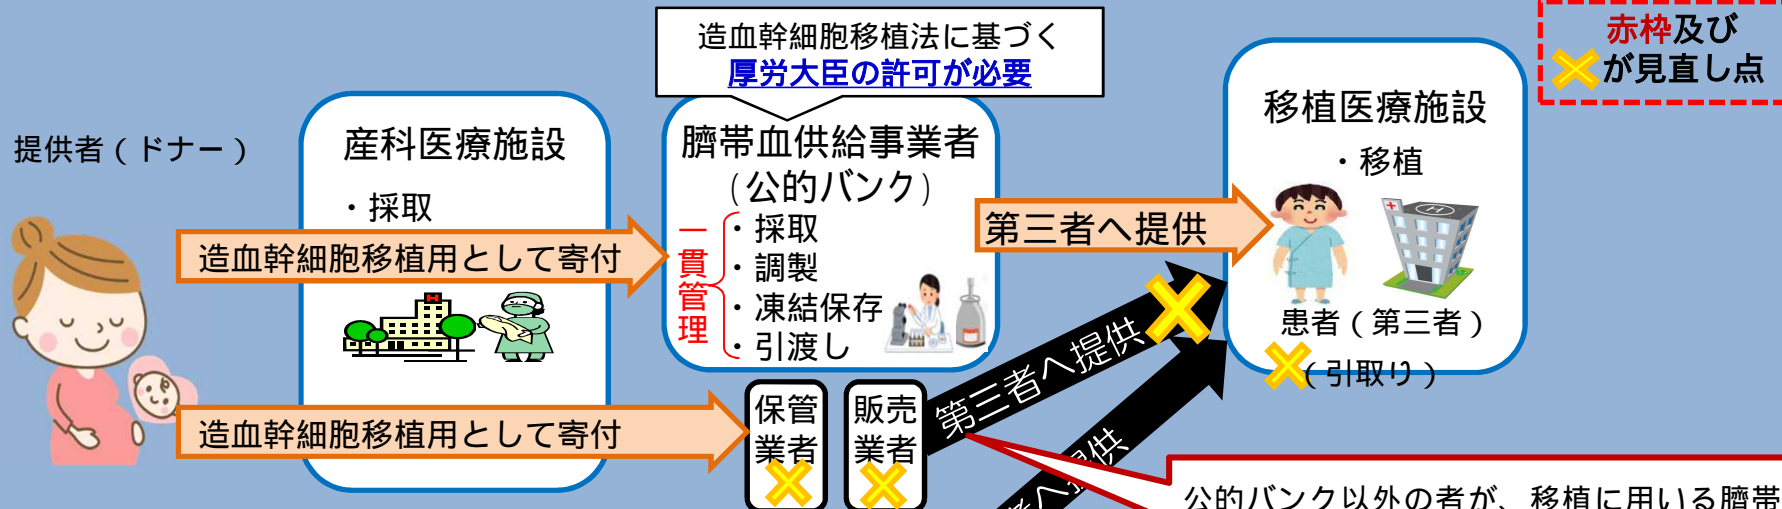 造血幹細胞移植法に基づく
厚労大臣の許可が必要
赤枠及び
が見直し点
提供者（ドナー）
産科医療施設
・採取
臍帯血供給事業者
(公的バンク)
一貫管理
・採取
・調製
・凍結保存
・引渡し
移植医療施設
・移植
造血幹細胞移植用として寄付
第三者へ提供
患者（第三者）
（引取り）
造血幹細胞移植用として寄付
保管
業者
販売
業者
第三者へ提供
者へ提供
公的バンク以外の者が、移植に用いる臍帯